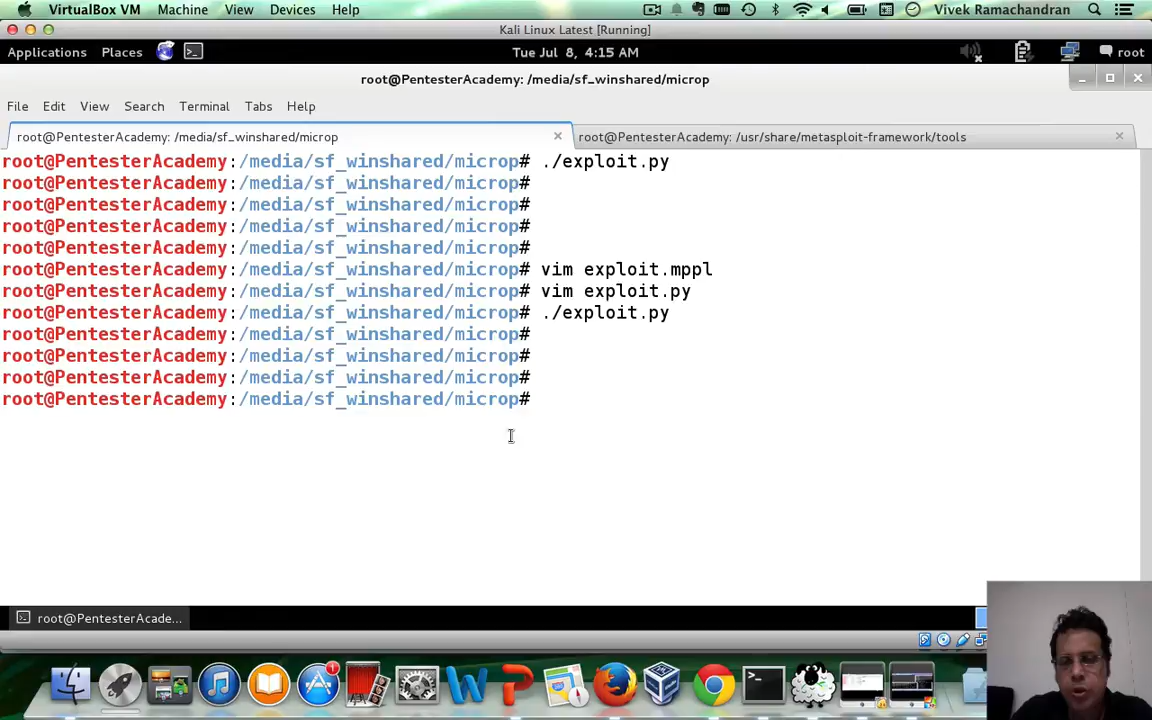 VirtualBox VM Machine View Devices Help Vivek Ramachandran
Kali Linux Latest [Running]
Applications Places Tue Jul 8, 4:15 AM root
root@PentesterAcademy: /media/sf_winshared/microp
File Edit View Search Terminal Tabs Help
root@PentesterAcademy: /media/sf_winshared/microp root@PentesterAcademy: /usr/share/metasploit-framework/tools
root@PentesterAcademy:/media/sf_winshared/microp# ./exploit.py
root@PentesterAcademy:/media/sf_winshared/microp#
root@PentesterAcademy:/media/sf_winshared/microp#
root@PentesterAcademy:/media/sf_winshared/microp#
root@PentesterAcademy:/media/sf_winshared/microp#
root@PentesterAcademy:/media/sf_winshared/microp# vim exploit.mppl
root@PentesterAcademy:/media/sf_winshared/microp# vim exploit.py
root@PentesterAcademy:/media/sf_winshared/microp# ./exploit.py
root@PentesterAcademy:/media/sf_winshared/microp#
root@PentesterAcademy:/media/sf_winshared/microp#
root@PentesterAcademy:/media/sf_winshared/microp#
root@PentesterAcademy:/media/sf_winshared/microp#
root@PentesterAcade...
1